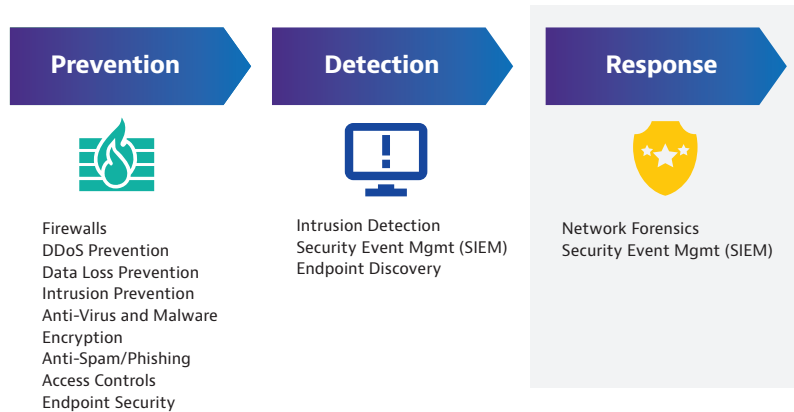 Prevention
Firewalls
DDoS Prevention
Data Loss Prevention
Intrusion Prevention
Anti-Virus and Malware
Encryption
Anti-Spam/Phishing
Access Controls
Endpoint Security
Detection
Intrusion Detection
Security Event Mgmt (SIEM)
Endpoint Discovery
Response
Network Forensics
Security Event Mgmt (SIEM)